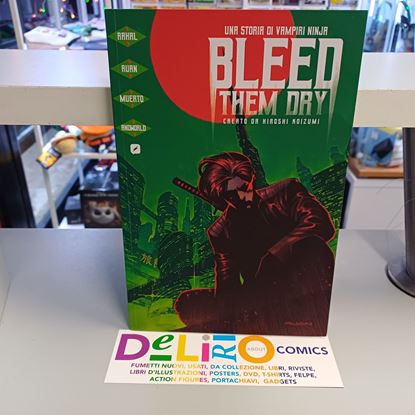 UNA STORIA DI VAMPIRI NINJA
BLEED
THEM DRY
CREATO DA HIROSHI KOIZUMI
RAHAL
RUAN
MUERTO
ANDWORLD
DELiRiO
ABOUT
COMICS
FUMETTI NUOVI, USATI, DA COLLEZIONE, LIBRI, RIVISTE,
LIBRI D'ILLUSTRAZIONI, POSTERS, DVD, T-SHIRTS, FELPE,
ACTION FIGURES, PORTACHIAVI, GADGETS